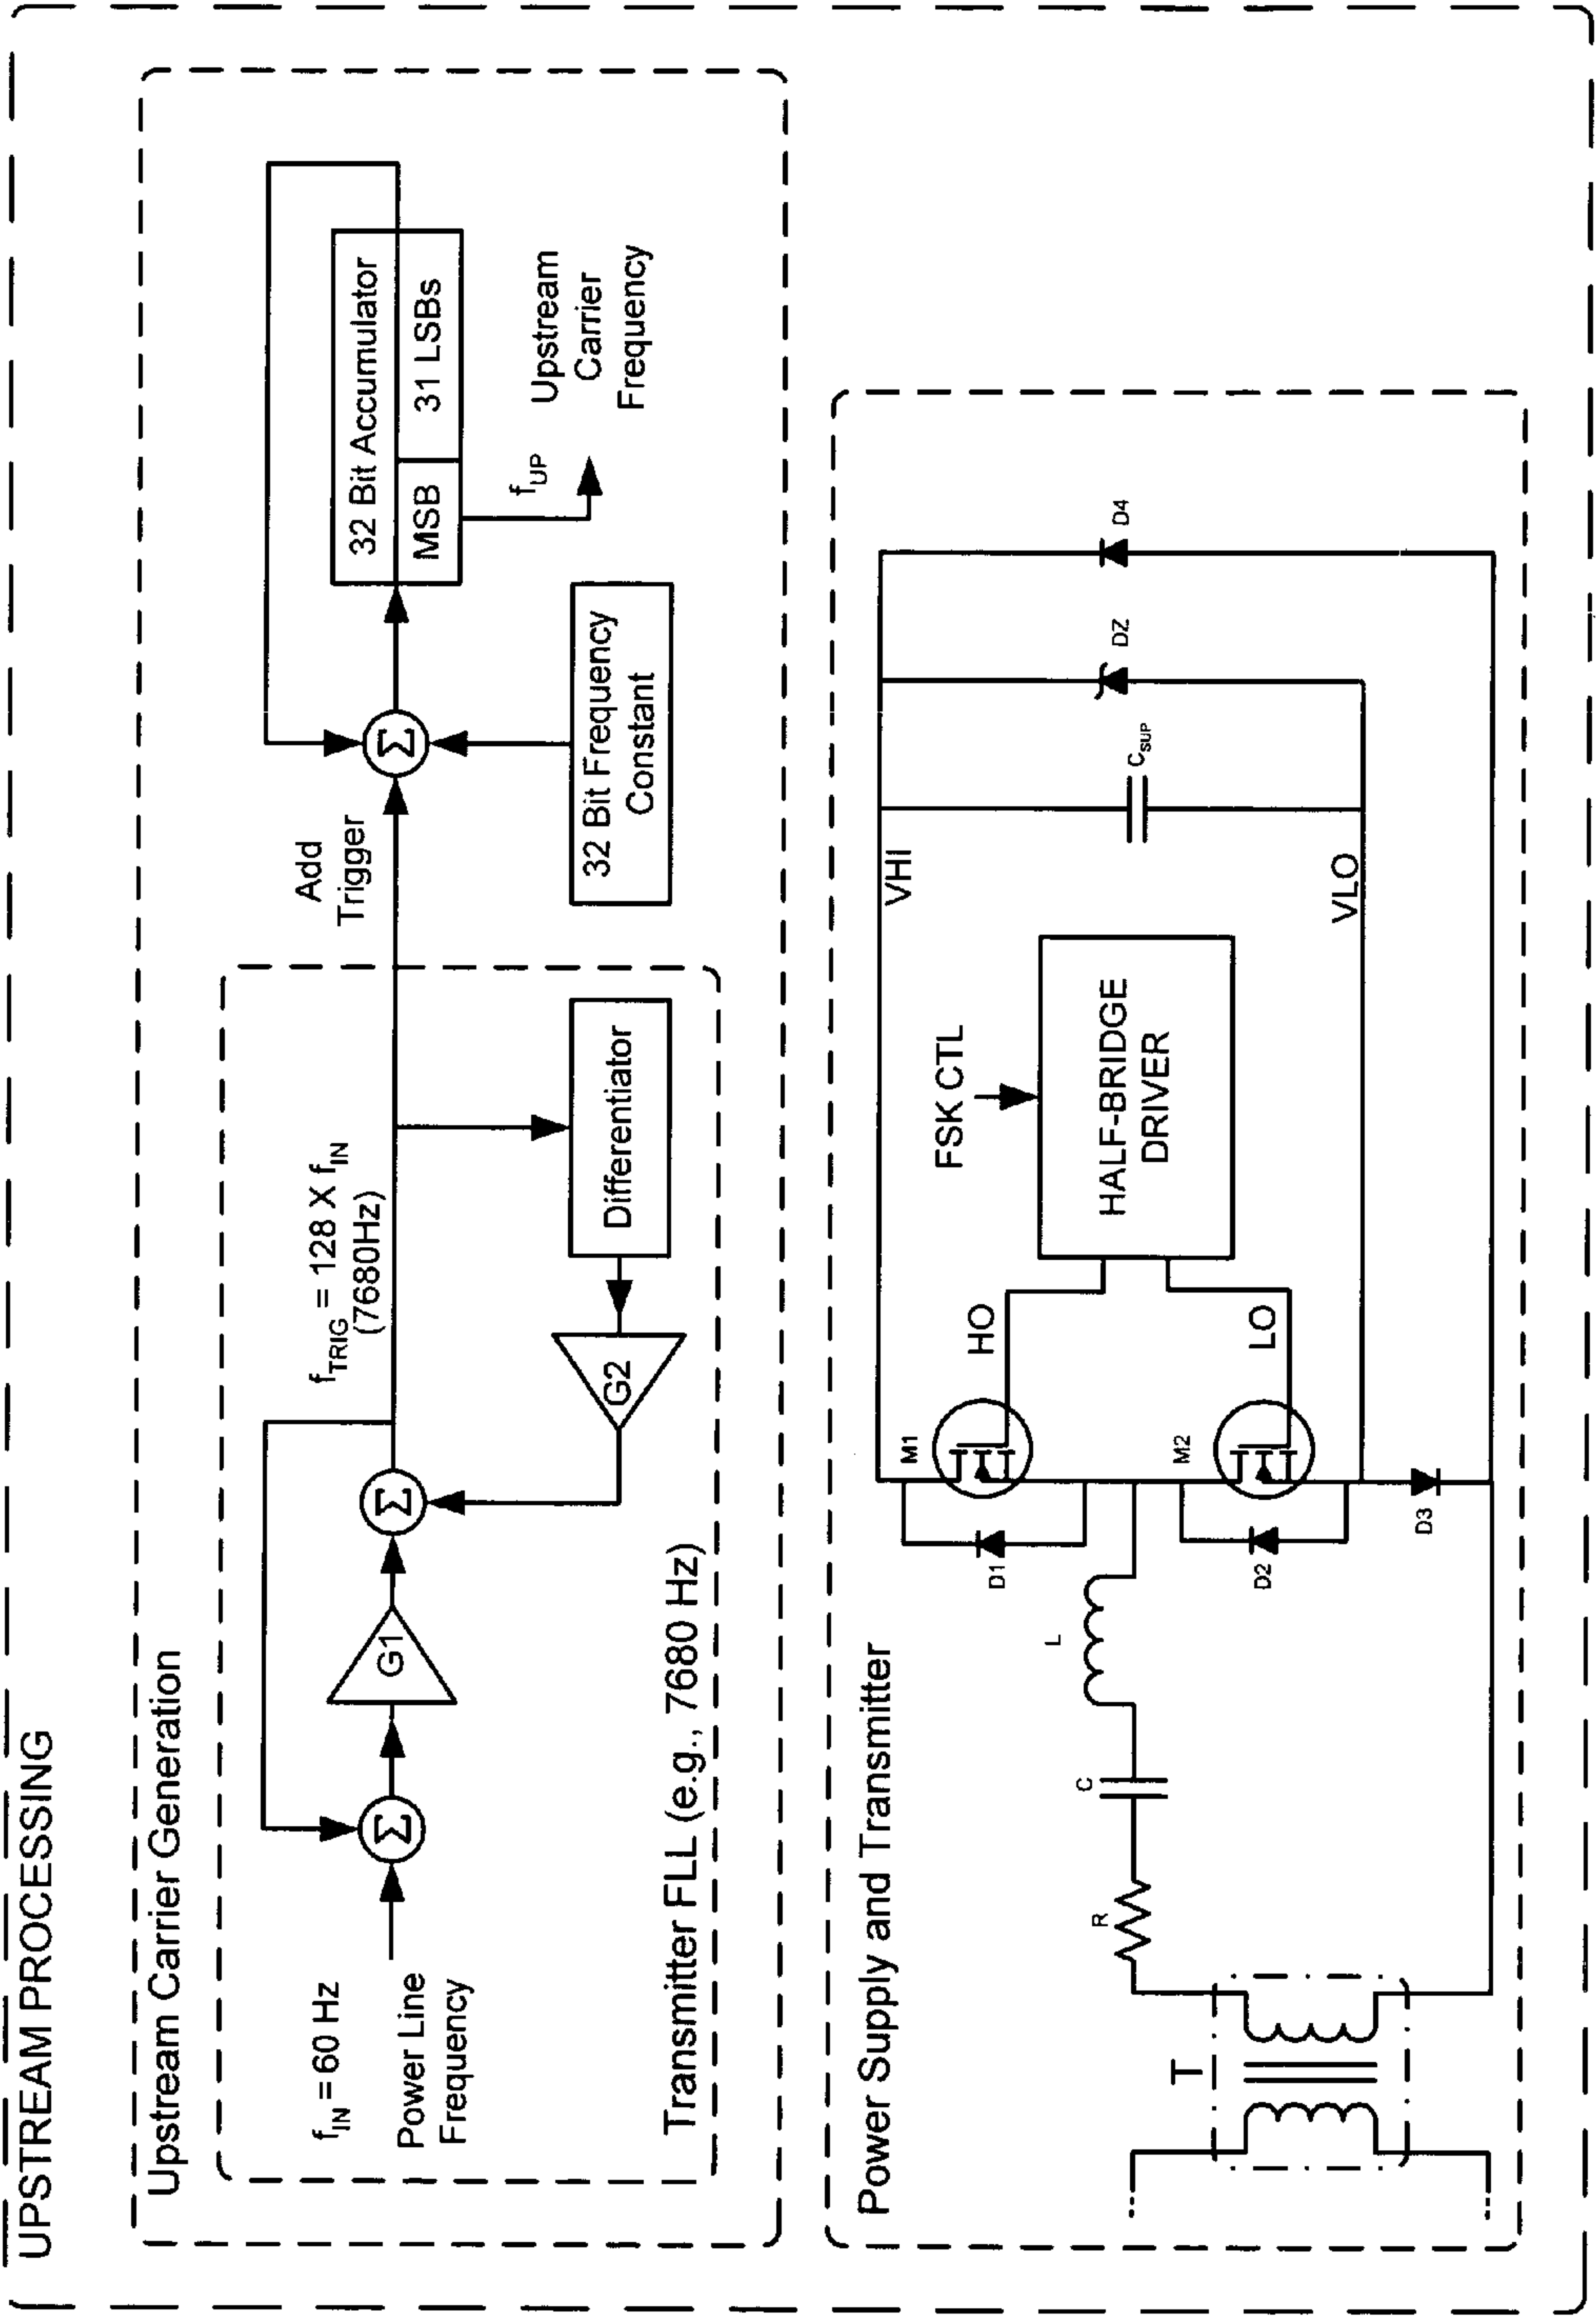 UPSTREAM PROCESSING
Upstream Carrier Generation
f_IN = 60 Hz
Power Line
Frequency
Σ
G1
Σ
f_TRIG = 128 X f_IN
(7680Hz)
Differentiator
G2
Transmitter FLL (e.g., 7680 Hz)
Add
Trigger
Σ
32 Bit Frequency
Constant
32 Bit Accumulator
MSB
31 LSBs
f_UP
Upstream
Carrier
Frequency
Power Supply and Transmitter
T
R
C
L
D1
D2
D3
M1
M2
HO
LO
FSK CTL
HALF-BRIDGE
DRIVER
VHI
VLO
C_SUP
DZ
D4